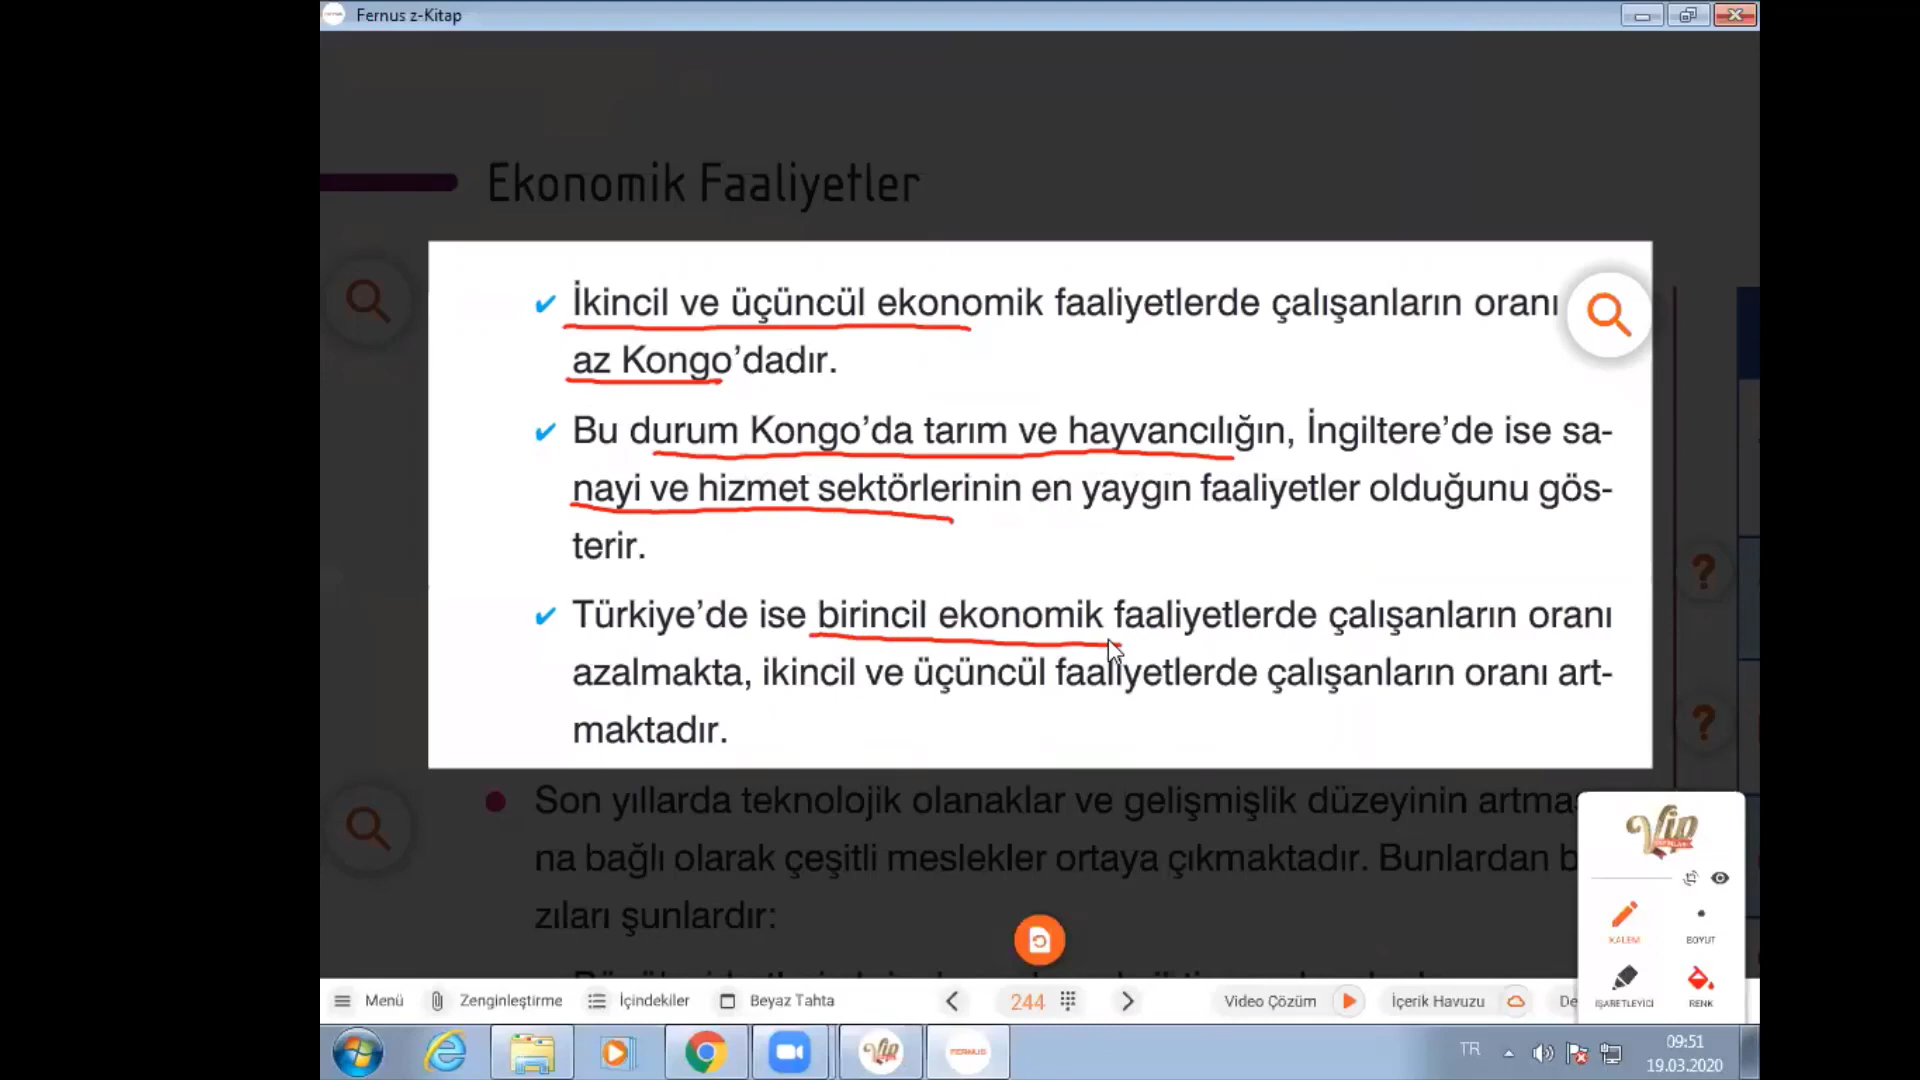 Fernus z-Kitap
Ekonomik Faaliyetler
✔ İkincil ve üçüncül ekonomik faaliyetlerde çalışanların oranı
az Kongo'dadır.
✔ Bu durum Kongo'da tarım ve hayvancılığın, İngiltere'de ise sa-
nayi ve hizmet sektörlerinin en yaygın faaliyetler olduğunu gös-
terir.
✔ Türkiye'de ise birincil ekonomik faaliyetlerde çalışanların oranı
azalmakta, ikincil ve üçüncül faaliyetlerde çalışanların oranı art-
maktadır.
? 
?
• Son yıllarda teknolojik olanaklar ve gelişmişlik düzeyinin artma
na bağlı olarak çeşitli meslekler ortaya çıkmaktadır. Bunlardan b
zıları şunlardır:
Vip
KALEM BOYUT
İŞARETLEYİCİ RENK
Menü Zenginleştirme İçindekiler Beyaz Tahta 244 Video Çözüm İçerik Havuzu De
Vip FERNUS TR 09:51
19.03.2020